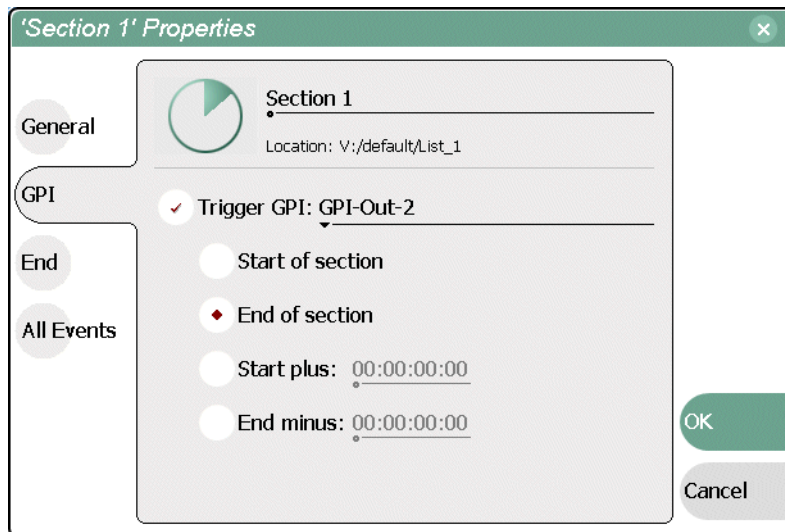 'Section 1' Properties
General
GPI
End
All Events
Section 1
Location: V:/default/List_1
Trigger GPI: GPI-Out-2
Start of section
End of section
Start plus: 00:00:00:00
End minus: 00:00:00:00
OK
Cancel